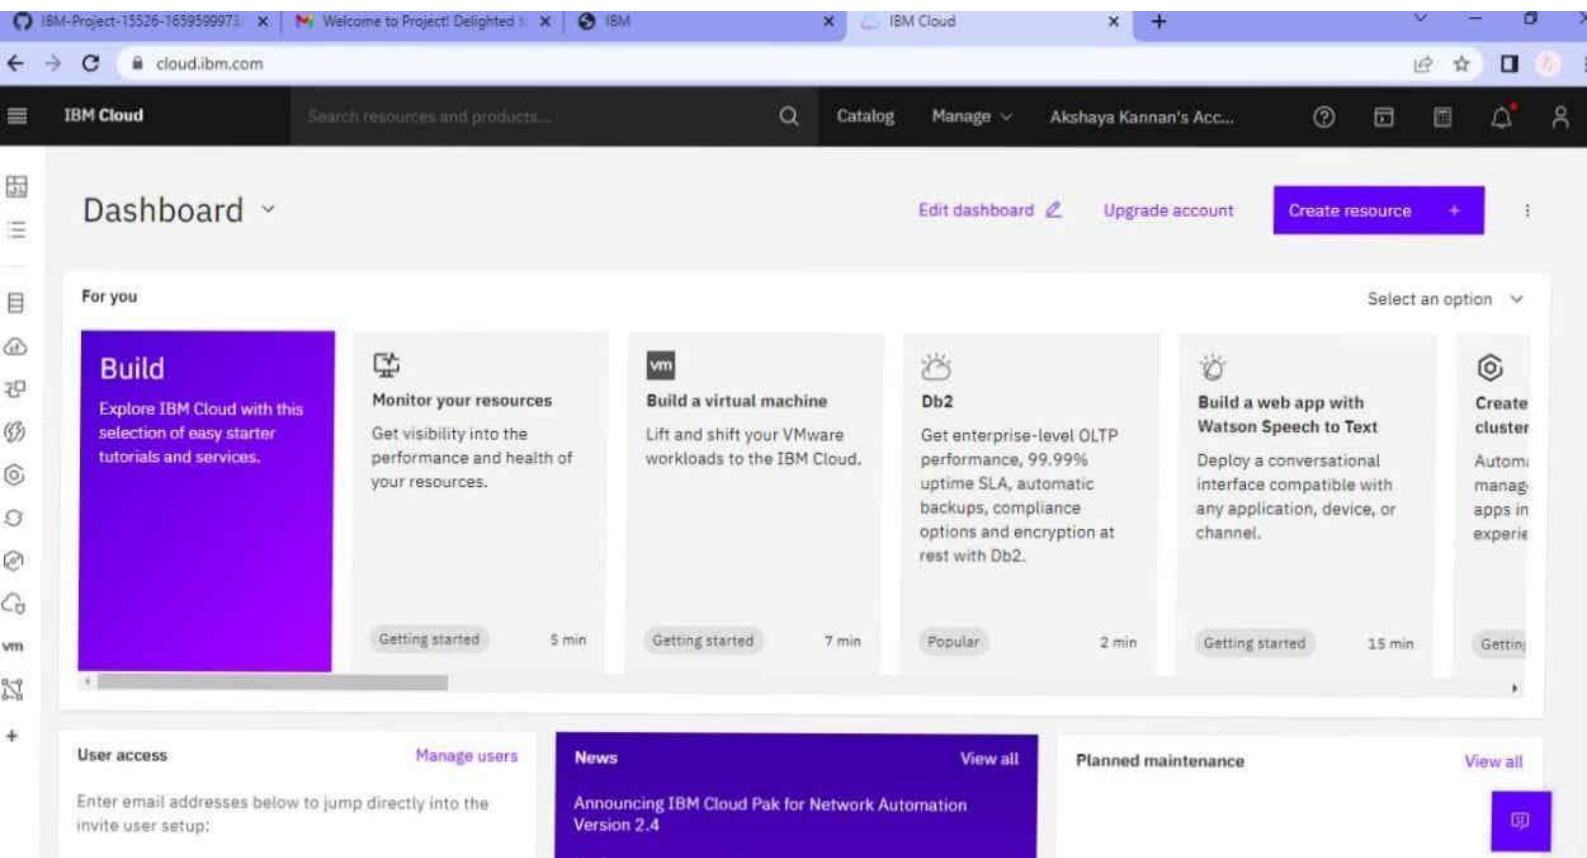 IBM-Project-15526-1659599973
Welcome to Project! Delighted t
IBM
IBM Cloud
cloud.ibm.com
IBM Cloud
Search resources and products...
Catalog
Manage
Akshaya Kannan's Acc...
Dashboard
Edit dashboard
Upgrade account
Create resource +
For you
Select an option
Build
Explore IBM Cloud with this
selection of easy starter
tutorials and services.
Monitor your resources
Get visibility into the
performance and health of
your resources.
Getting started
5 min
vm
Build a virtual machine
Lift and shift your VMware
workloads to the IBM Cloud.
Getting started
7 min
Db2
Get enterprise-level OLTP
performance, 99.99%
uptime SLA, automatic
backups, compliance
options and encryption at
rest with Db2.
Popular
2 min
Build a web app with
Watson Speech to Text
Deploy a conversational
interface compatible with
any application, device, or
channel.
Getting started
15 min
Create
cluster
Automa
manag
apps in
experie
Getting
vm
User access
Manage users
Enter email addresses below to jump directly into the
invite user setup:
News
View all
Announcing IBM Cloud Pak for Network Automation
Version 2.4
Planned maintenance
View all